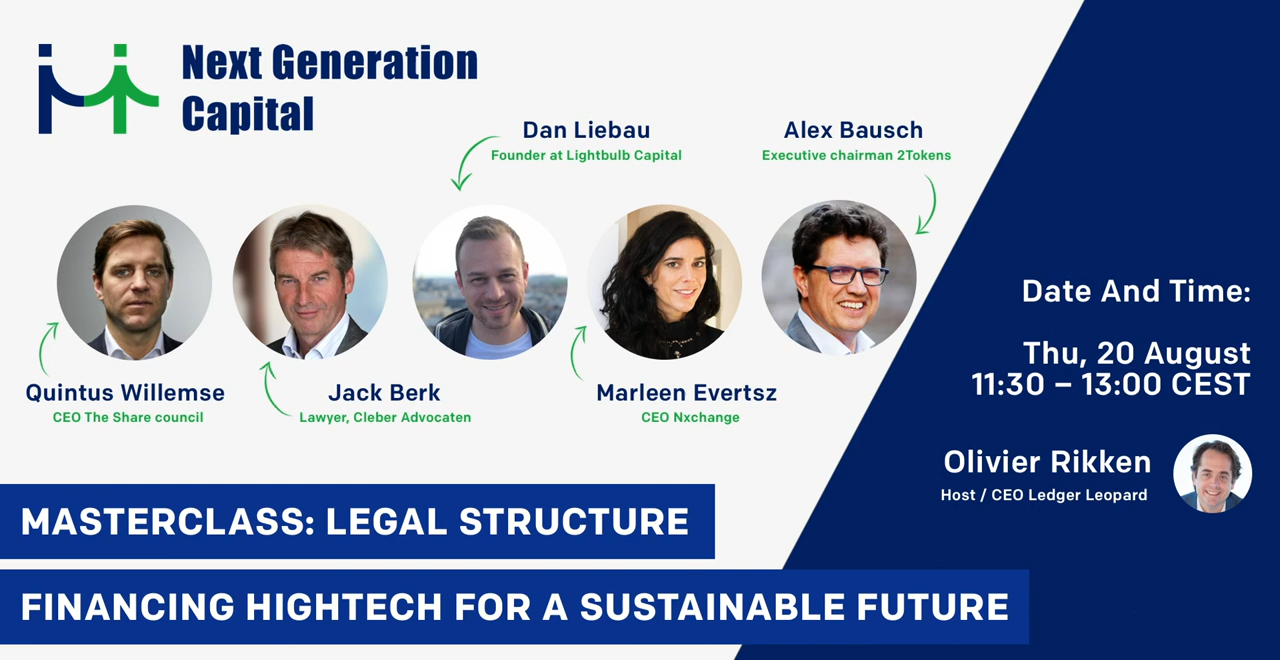 Next Generation
Capital
Dan Liebau
Founder at Lightbulb Capital
Alex Bausch
Executive chairman 2Tokens
Quintus Willemse
CEO The Share council
Jack Berk
Lawyer, Cleber Advocaten
Marleen Evertsz
CEO Nxchange
Date And Time:
Thu, 20 August
11:30 – 13:00 CEST
Olivier Rikken
Host / CEO Ledger Leopard
MASTERCLASS: LEGAL STRUCTURE
FINANCING HIGHTECH FOR A SUSTAINABLE FUTURE